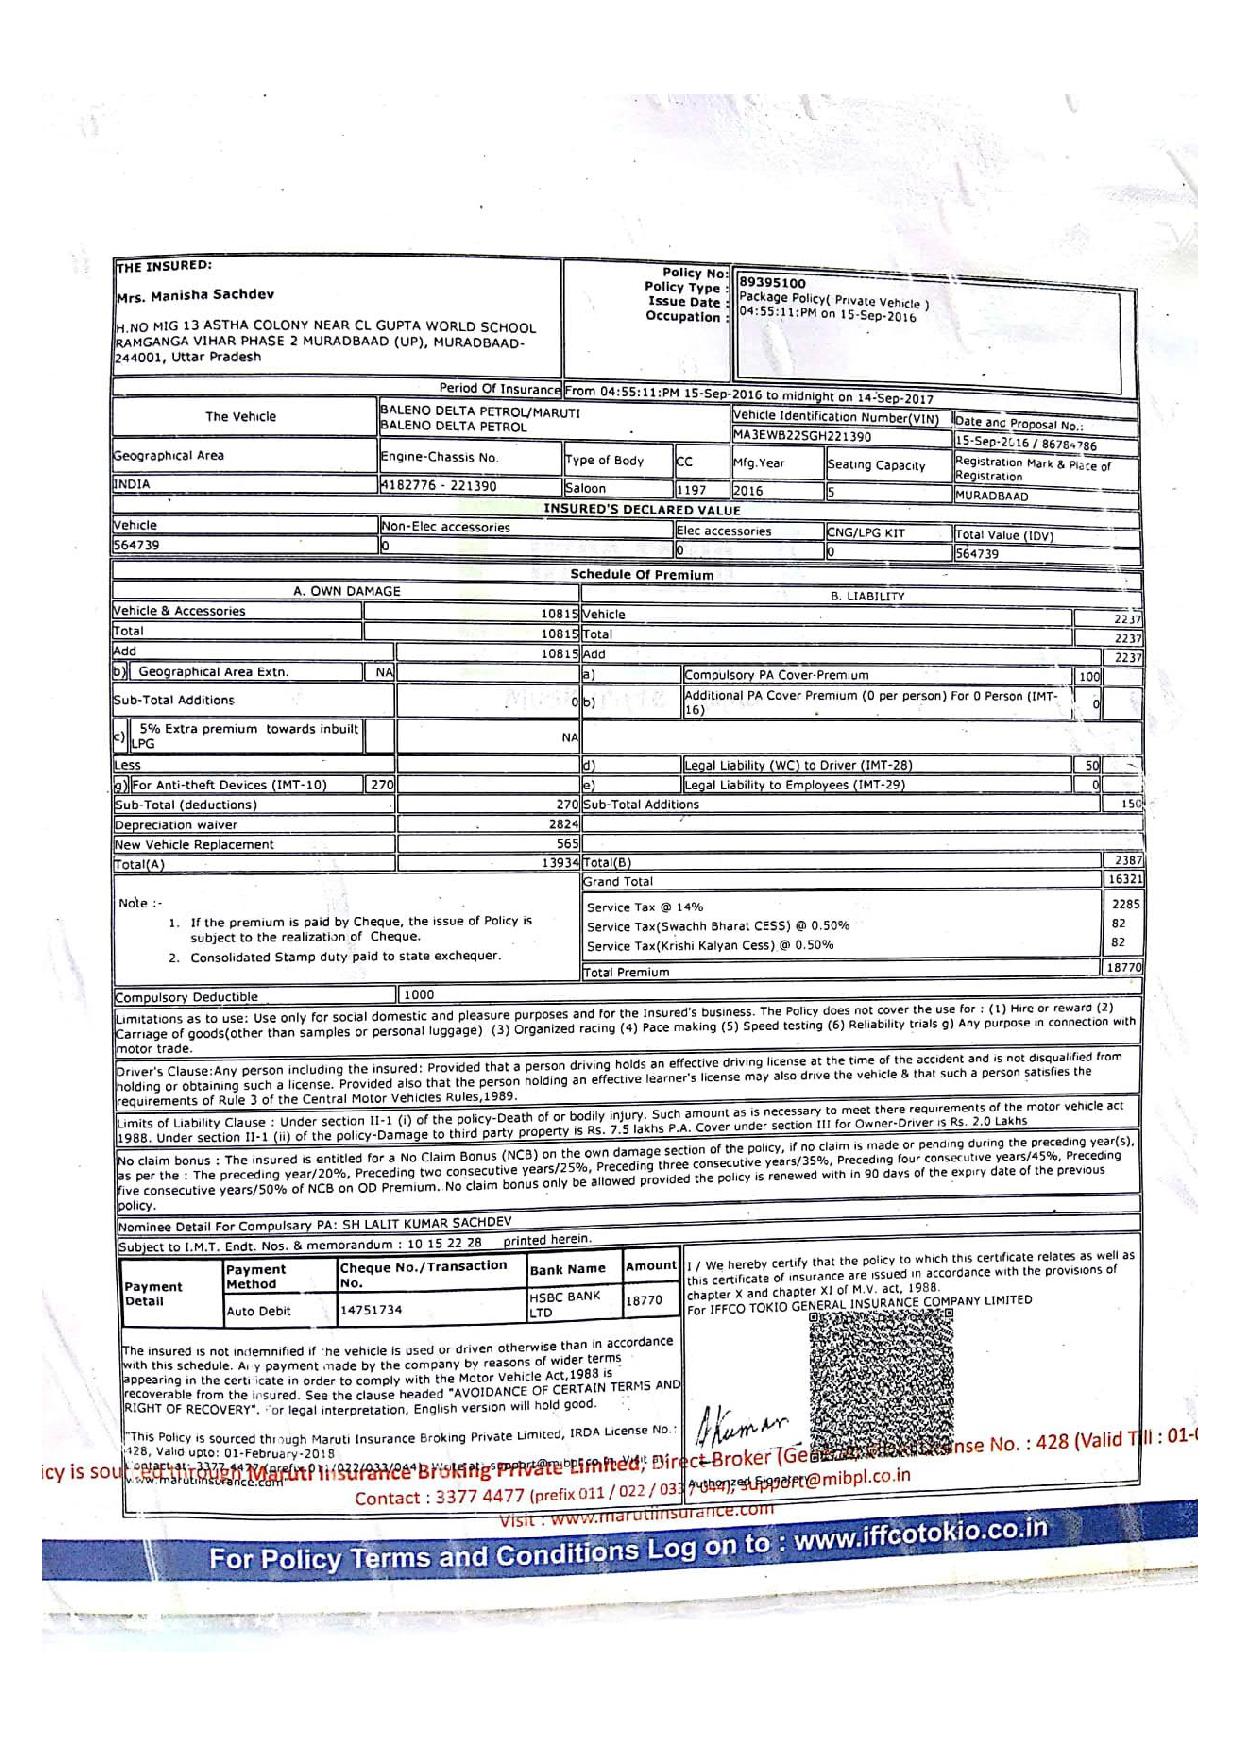 THE INSURED:
Mrs. Manisha Sachdev
H.NO MIG 13 ASTHA COLONY NEAR CL GUPTA WORLD SCHOOL
RAMGANGA VIHAR PHASE 2 MURADBAAD (UP), MURADBAAD-
244001, Uttar Pradesh
Policy No: 89395100
Policy Type : Package Policy( Private Vehicle )
Issue Date : 04:55:11:PM on 15-Sep-2016
Occupation :
Period Of Insurance From 04:55:11:PM 15-Sep-2016 to midnight on 14-Sep-2017
The Vehicle
BALENO DELTA PETROL/MARUTI
BALENO DELTA PETROL
Vehicle Identification Number(VIN)
MA3EWB22SGH221390
Date and Proposal No.:
15-Sep-2016 / 86784786
Geographical Area Engine-Chassis No. Type of Body CC Mfg.Year Seating Capacity Registration Mark & Place of
Registration
INDIA 4182776 - 221390 Saloon 1197 2016 5 MURADBAAD
INSURED'S DECLARED VALUE
Vehicle Non-Elec accessories Elec accessories CNG/LPG KIT Total Value (IDV)
564739 0 0 0 564739
Schedule Of Premium
A. OWN DAMAGE B. LIABILITY
Vehicle & Accessories 10815 Vehicle 2237
Total 10815 Total 2237
Add 10815 Add 2237
b) Geographical Area Extn. NA a) Compulsory PA Cover Premium 100
Sub-Total Additions 0 b) Additional PA Cover Premium (0 per person) For 0 Person (IMT-
16) 0
c) 5% Extra premium towards inbuilt
LPG NA
Less d) Legal Liability (WC) to Driver (IMT-28) 50
g) For Anti-theft Devices (IMT-10) 270 e) Legal Liability to Employees (IMT-29) 0
Sub-Total (deductions) 270 Sub-Total Additions 150
Depreciation waiver 2824
New Vehicle Replacement 565
Total(A) 13934 Total(B) 2387
Grand Total 16321
Note :-
1. If the premium is paid by Cheque, the issue of Policy is
subject to the realization of Cheque.
2. Consolidated Stamp duty paid to state exchequer.
Service Tax @ 14% 2285
Service Tax(Swachh Bharat CESS) @ 0.50% 82
Service Tax(Krishi Kalyan Cess) @ 0.50% 82
Total Premium 18770
Compulsory Deductible 1000
Limitations as to use: Use only for social domestic and pleasure purposes and for the Insured's business. The Policy does not cover the use for : (1) Hire or reward (2)
Carriage of goods(other than samples or personal luggage) (3) Organized racing (4) Pace making (5) Speed testing (6) Reliability trials g) Any purpose in connection with
motor trade.
Driver's Clause:Any person including the insured: Provided that a person driving holds an effective driving license at the time of the accident and is not disqualified from
holding or obtaining such a license. Provided also that the person holding an effective learner's license may also drive the vehicle & that such a person satisfies the
requirements of Rule 3 of the Central Motor Vehicles Rules,1989.
Limits of Liability Clause : Under section II-1 (i) of the policy-Death of or bodily injury. Such amount as is necessary to meet there requirements of the motor vehicle act
1988. Under section II-1 (ii) of the policy-Damage to third party property is Rs. 7.5 lakhs P.A. Cover under section III for Owner-Driver is Rs. 2.0 Lakhs
No claim bonus : The insured is entitled for a No Claim Bonus (NCB) on the own damage section of the policy, if no claim is made or pending during the preceding year(s),
as per the : The preceding year/20%, Preceding two consecutive years/25%, Preceding three consecutive years/35%, Preceding four consecutive years/45%, Preceding
five consecutive years/50% of NCB on OD Premium. No claim bonus only be allowed provided the policy is renewed with in 90 days of the expiry date of the previous
policy.
Nominee Detail For Compulsary PA: SH LALIT KUMAR SACHDEV
Subject to I.M.T. Endt. Nos. & memorandum : 10 15 22 28 printed herein.
Payment
Detail
Payment
Method Cheque No./Transaction
No. Bank Name Amount
Auto Debit 14751734 HSBC BANK
LTD 18770
I / We hereby certify that the policy to which this certificate relates as well as
this certificate of insurance are issued in accordance with the provisions of
chapter X and chapter XI of M.V. act, 1988.
For IFFCO TOKIO GENERAL INSURANCE COMPANY LIMITED
The insured is not indemnified if the vehicle is used or driven otherwise than in accordance
with this schedule. Any payment made by the company by reasons of wider terms
appearing in the certificate in order to comply with the Motor Vehicle Act,1988 is
recoverable from the insured. See the clause headed "AVOIDANCE OF CERTAIN TERMS AND
RIGHT OF RECOVERY". For legal interpretation, English version will hold good.
"This Policy is sourced through Maruti Insurance Broking Private Limited, IRDA License No.:
428, Valid upto: 01-February-2018
www.marutiinsurance.com
AKumar
Authorized Signatory
icy is sourced through Maruti Insurance Broking Private Limited, Direct Broker (General) License No. : 428 (Valid Till : 01-
Contact : 3377 4477 (prefix 011 / 022 / 033 / 044), support@mibpl.co.in
Visit : www.marutiinsurance.com
For Policy Terms and Conditions Log on to : www.iffcotokio.co.in